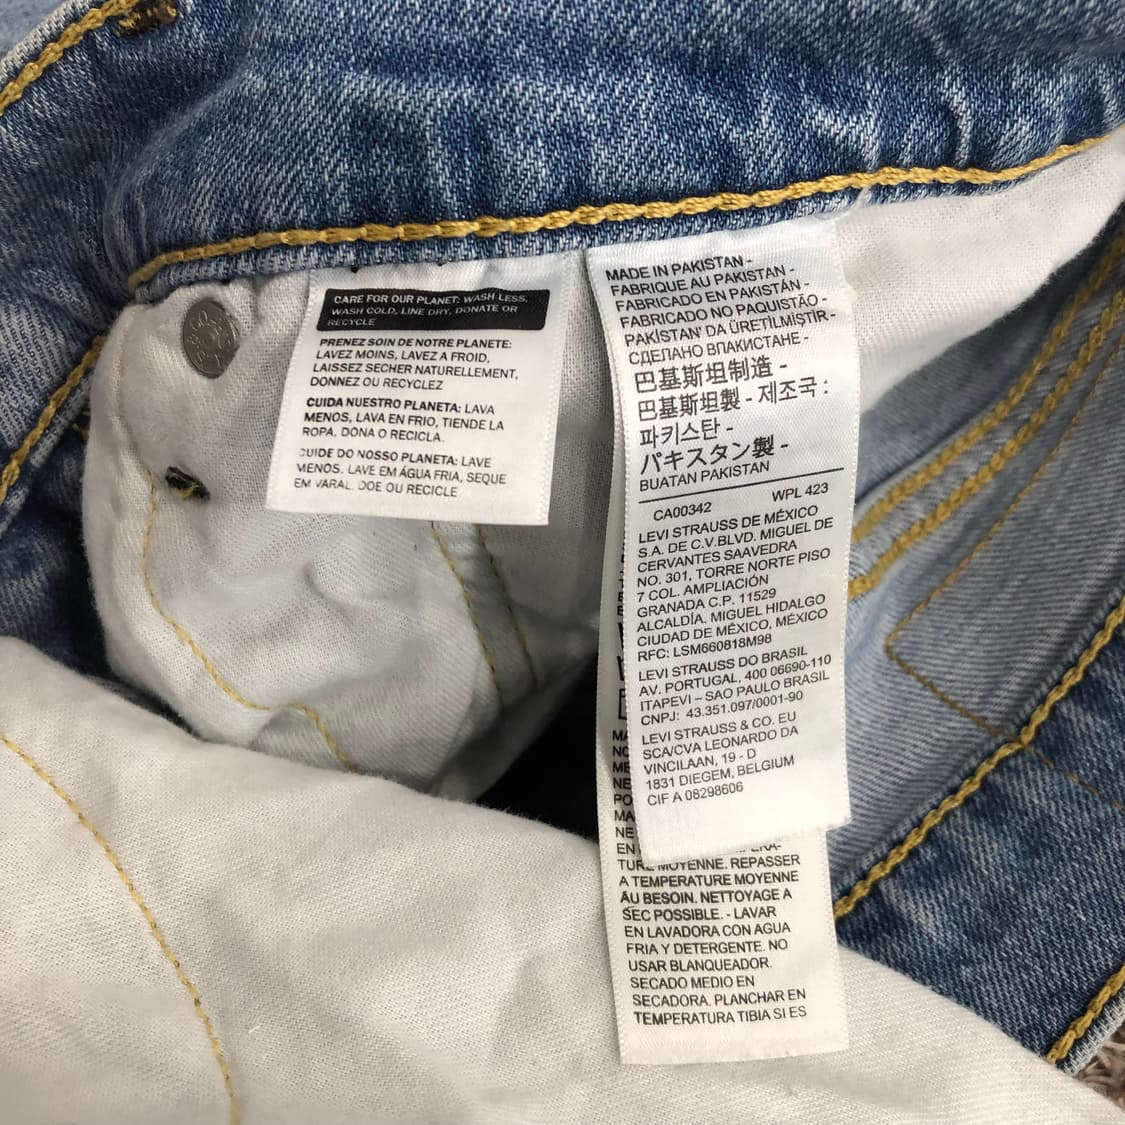 CARE FOR OUR PLANET: WASH LESS,
WASH COLD, LINE DRY, DONATE OR
RECYCLE
PRENEZ SOIN DE NOTRE PLANETE:
LAVEZ MOINS, LAVEZ A FROID,
LAISSEZ SECHER NATURELLEMENT,
DONNEZ OU RECYCLEZ
CUIDA NUESTRO PLANETA: LAVA
MENOS, LAVA EN FRIO, TIENDE LA
ROPA. DONA O RECICLA.
CUIDE DO NOSSO PLANETA: LAVE
MENOS. LAVE EM ÁGUA FRIA, SEQUE
EM VARAL. DOE OU RECICLE
MADE IN PAKISTAN -
FABRIQUE AU PAKISTAN -
FABRICADO EN PAKISTÁN -
FABRICADO NO PAQUISTÃO -
PAKİSTAN' DA ÜRETİLMİŞTİR -
СДЕЛАНО ВПАКИСТАНЕ -
巴基斯坦制造 -
巴基斯坦製 - 제조국 :
파키스탄 -
パキスタン製 -
BUATAN PAKISTAN
CA00342 WPL 423
LEVI STRAUSS DE MÉXICO
S.A. DE C.V.BLVD. MIGUEL DE
CERVANTES SAAVEDRA
NO. 301, TORRE NORTE PISO
7 COL. AMPLIACIÓN
GRANADA C.P. 11529
ALCALDÍA. MIGUEL HIDALGO
CIUDAD DE MÉXICO, MÉXICO
RFC: LSM660818M98
LEVI STRAUSS DO BRASIL
AV. PORTUGAL, 400 06690-110
ITAPEVI – SAO PAULO BRASIL
CNPJ: 43.351.097/0001-90
LEVI STRAUSS & CO. EU
SCA/CVA LEONARDO DA
VINCILAAN, 19 - D
1831 DIEGEM, BELGIUM
CIF A 08298606
TURE MOYENNE. REPASSER
A TEMPERATURE MOYENNE
AU BESOIN. NETTOYAGE A
SEC POSSIBLE. - LAVAR
EN LAVADORA CON AGUA
FRIA Y DETERGENTE. NO
USAR BLANQUEADOR.
SECADO MEDIO EN
SECADORA. PLANCHAR EN
TEMPERATURA TIBIA SI ES